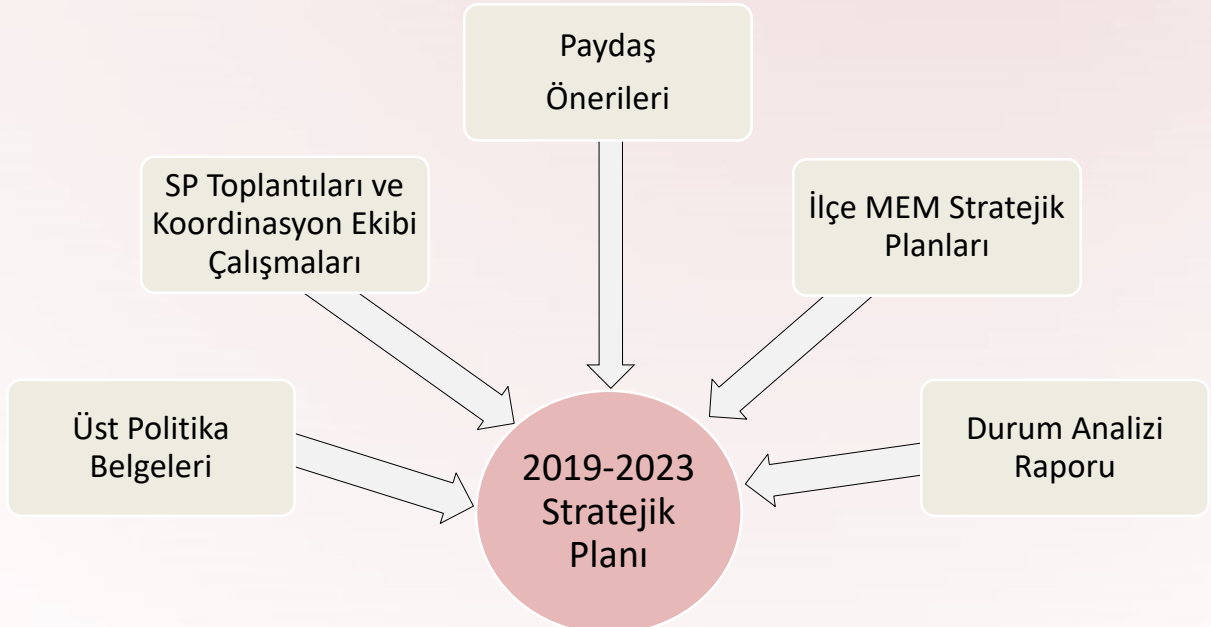 Paydaş
Önerileri
SP Toplantıları ve
Koordinasyon Ekibi
Çalışmaları
İlçe MEM Stratejik
Planları
Üst Politika
Belgeleri
Durum Analizi
Raporu
2019-2023
Stratejik
Planı